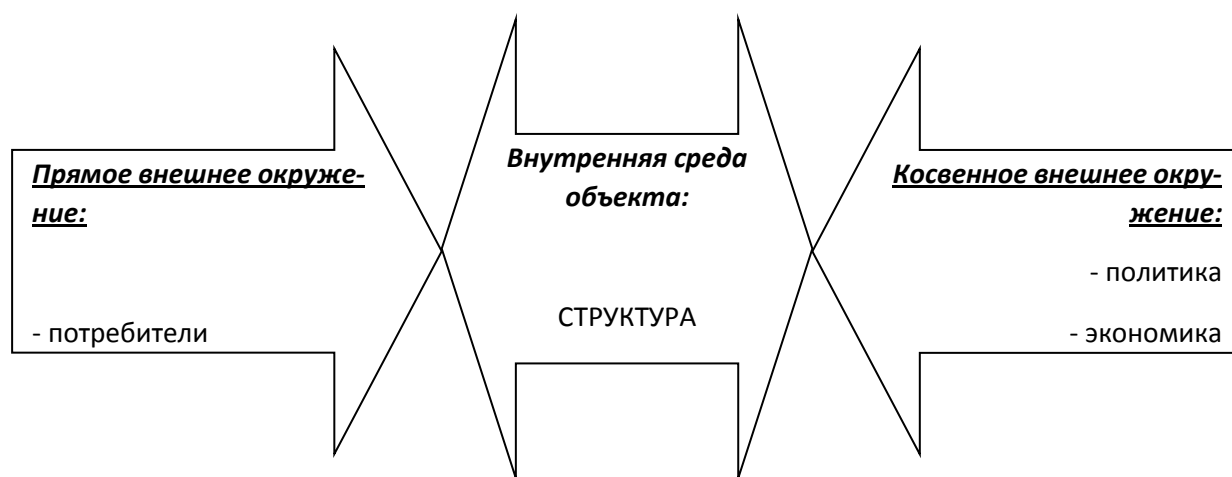 Прямое внешнее окруже-
ние:
- потребители
Внутренняя среда
объекта:
СТРУКТУРА
Косвенное внешнее окру-
жение:
- политика
- экономика